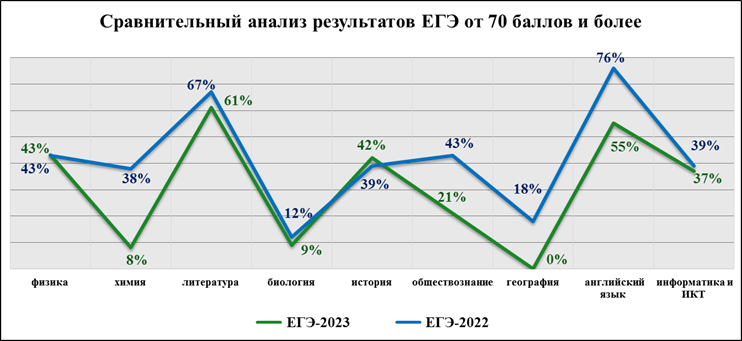 Сравнительный анализ результатов ЕГЭ от 70 баллов и более
76%
67%
61%
43%
43%
38%
8%
12%
9%
42%
39%
43%
21%
18%
0%
55%
39%
37%
физика
химия
литература
биология
история
обществознание
география
английский
язык
информатика и
ИКТ
ЕГЭ-2023
ЕГЭ-2022